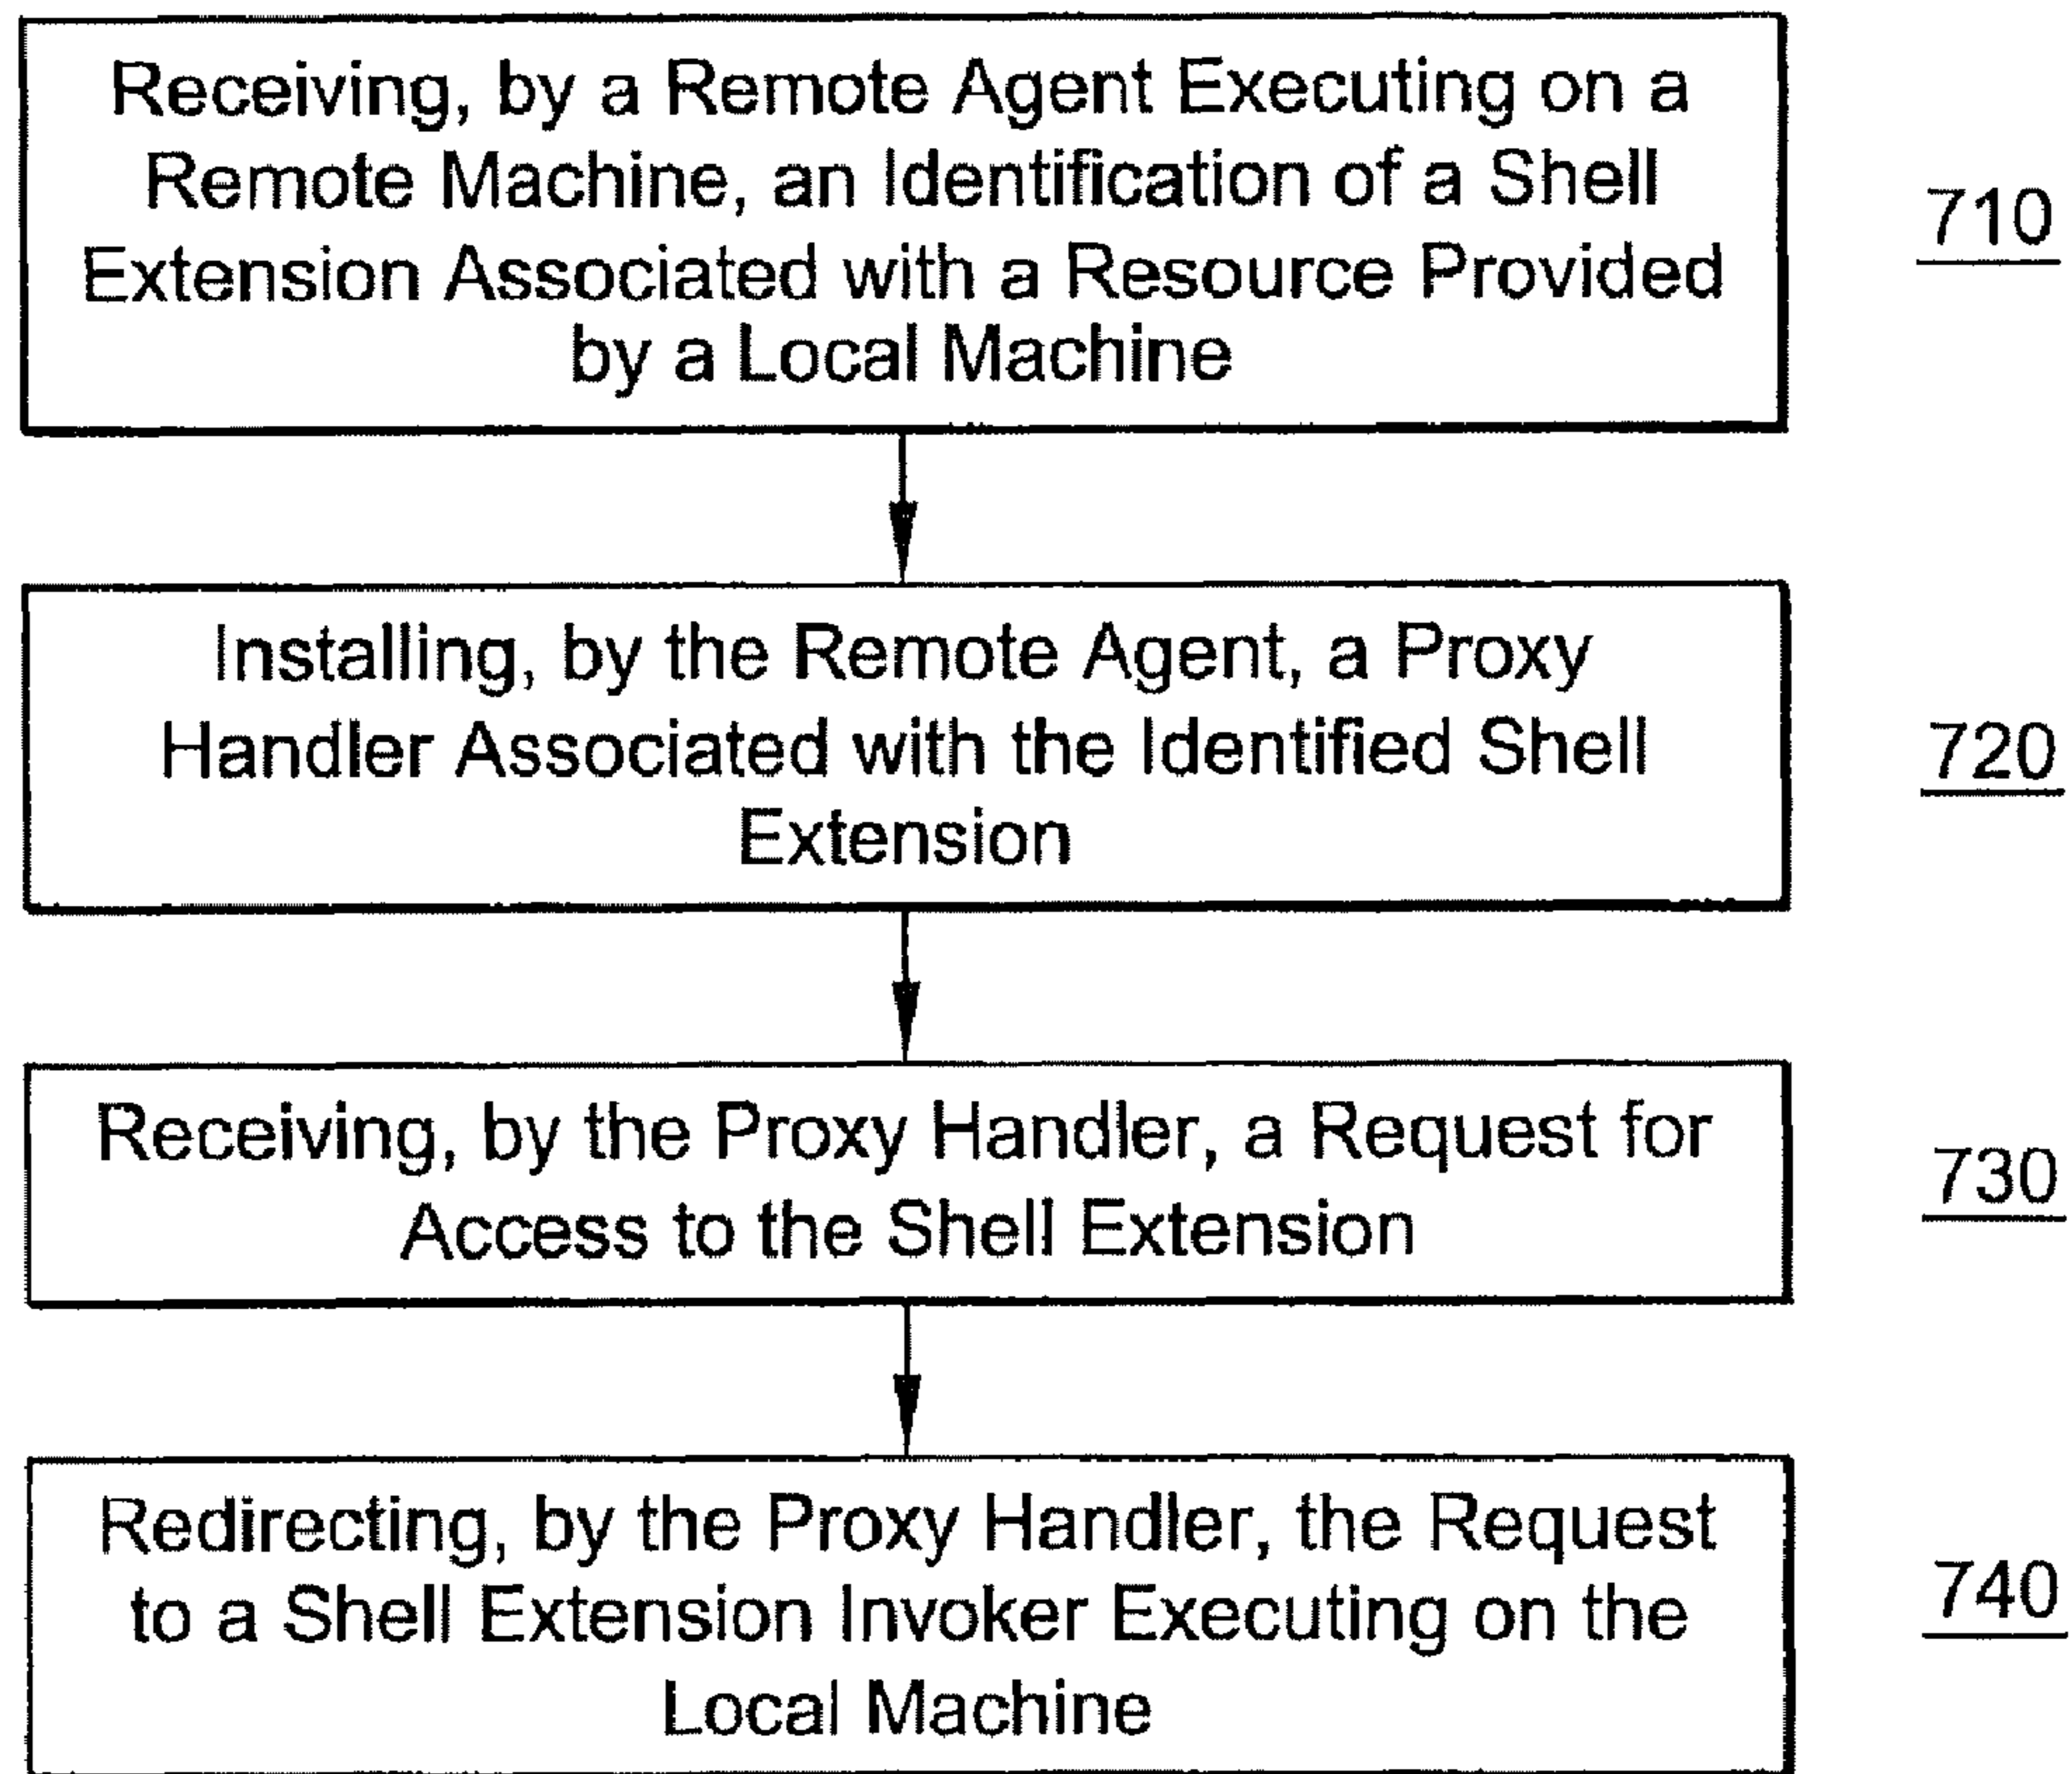 Receiving, by a Remote Agent Executing on a
Remote Machine, an Identification of a Shell
Extension Associated with a Resource Provided
by a Local Machine
710
Installing, by the Remote Agent, a Proxy
Handler Associated with the Identified Shell
Extension
720
Receiving, by the Proxy Handler, a Request for
Access to the Shell Extension
730
Redirecting, by the Proxy Handler, the Request
to a Shell Extension Invoker Executing on the
Local Machine
740